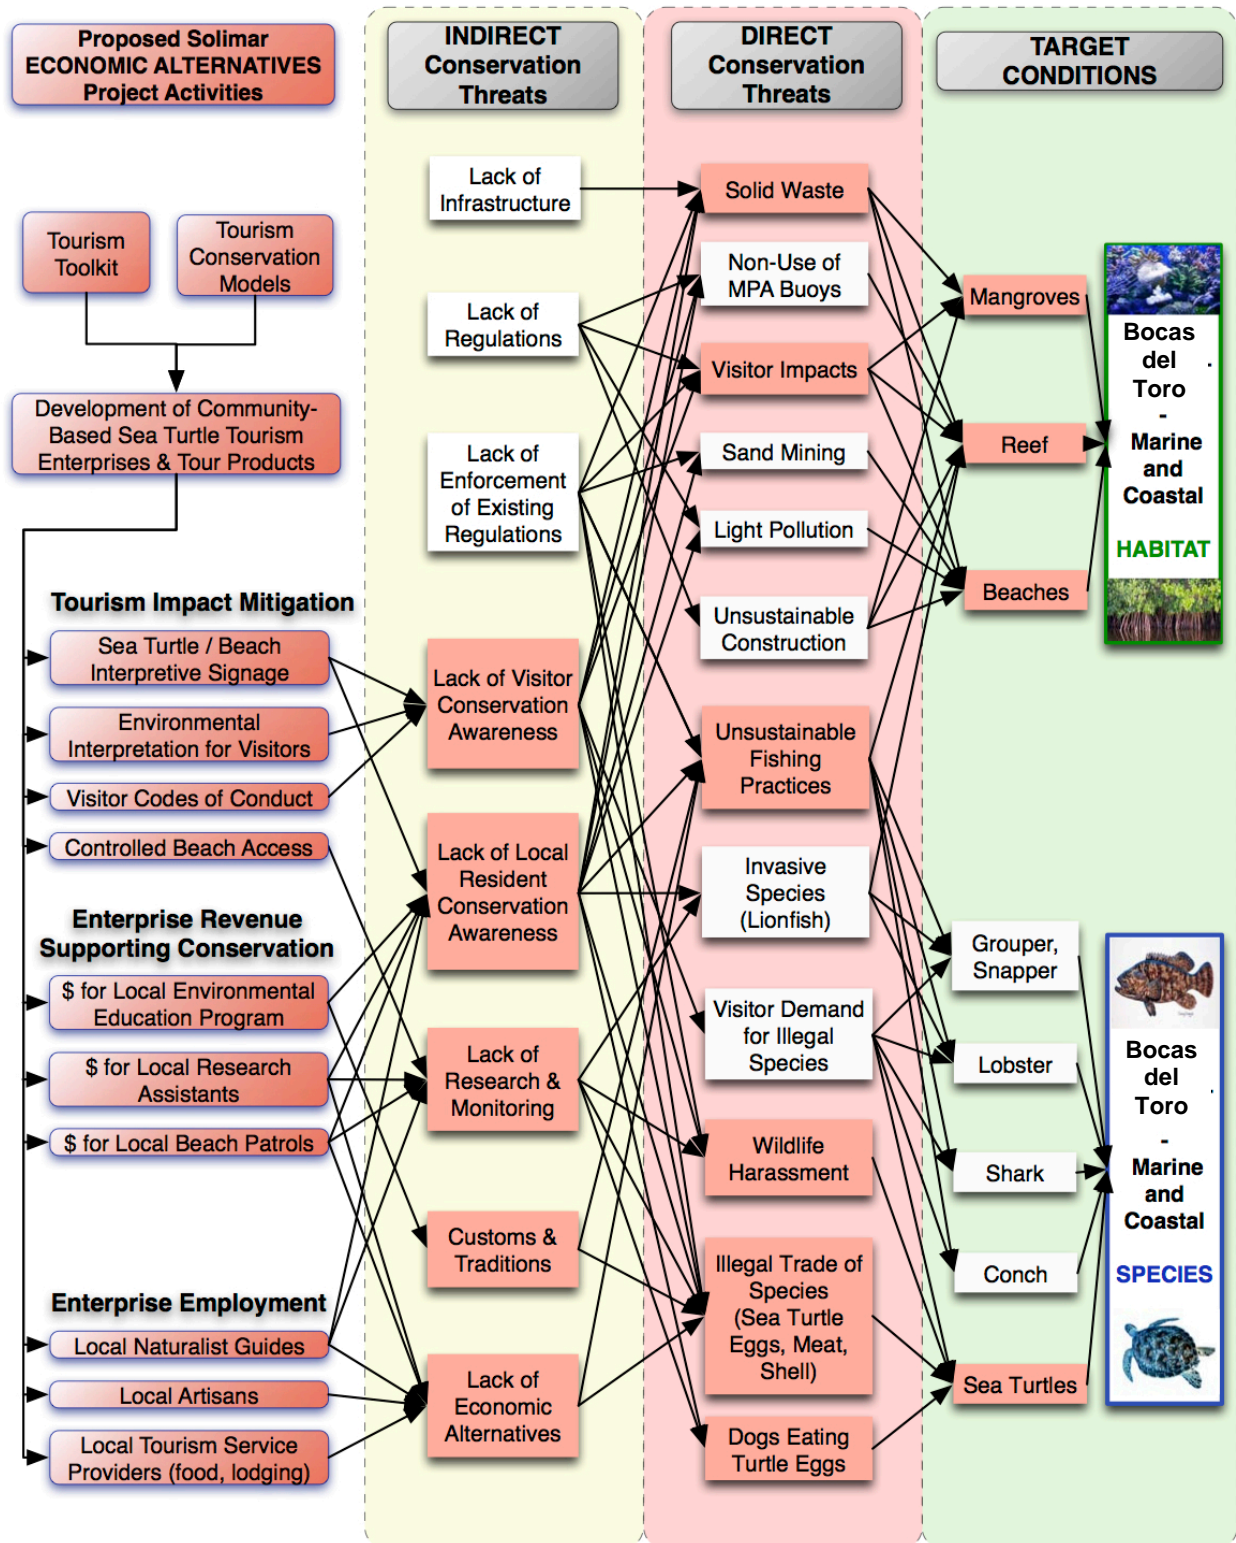 Proposed Solimar
ECONOMIC ALTERNATIVES
Project Activities
INDIRECT
Conservation
Threats
DIRECT
Conservation
Threats
TARGET
CONDITIONS
Tourism
Toolkit
Tourism
Conservation
Models
Development of Community-
Based Sea Turtle Tourism
Enterprises & Tour Products
Tourism Impact Mitigation
Sea Turtle / Beach
Interpretive Signage
Environmental
Interpretation for Visitors
Visitor Codes of Conduct
Controlled Beach Access
Enterprise Revenue
Supporting Conservation
$ for Local Environmental
Education Program
$ for Local Research
Assistants
$ for Local Beach Patrols
Enterprise Employment
Local Naturalist Guides
Local Artisans
Local Tourism Service
Providers (food, lodging)
Lack of
Infrastructure
Lack of
Regulations
Lack of
Enforcement
of Existing
Regulations
Lack of Visitor
Conservation
Awareness
Lack of Local
Resident
Conservation
Awareness
Lack of
Research &
Monitoring
Customs &
Traditions
Lack of
Economic
Alternatives
Solid Waste
Non-Use of
MPA Buoys
Visitor Impacts
Sand Mining
Light Pollution
Unsustainable
Construction
Unsustainable
Fishing
Practices
Invasive
Species
(Lionfish)
Visitor Demand
for Illegal
Species
Wildlife
Harassment
Illegal Trade of
Species
(Sea Turtle
Eggs, Meat,
Shell)
Dogs Eating
Turtle Eggs
Mangroves
Reef
Beaches
Grouper,
Snapper
Lobster
Shark
Conch
Sea Turtles
Bocas
del
Toro
-
Marine
and
Coastal
HABITAT
Bocas
del
Toro
-
Marine
and
Coastal
SPECIES